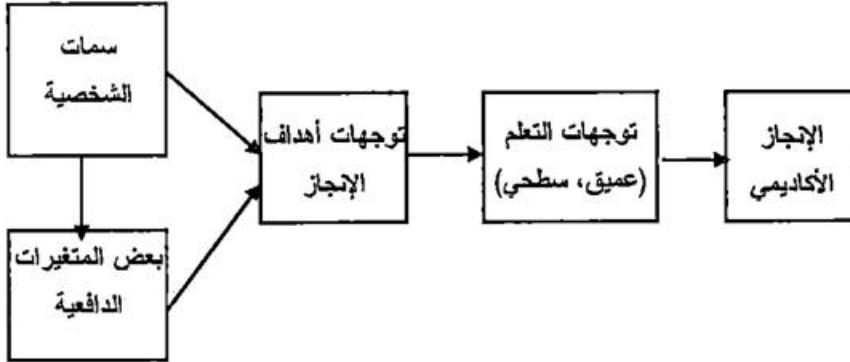 سمات
الشخصية
توجهات أهداف
الإنجاز
توجهات التعلم
(عميق، سطحي)
الإنجاز
الأكاديمي
بعض المتغيرات
الدافعية